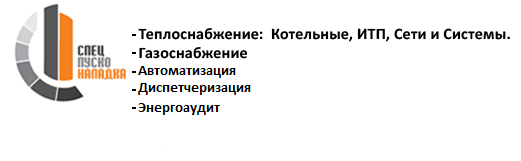 СПЕЦ
ПУСКО
НАЛАДКА
- Теплоснабжение: Котельные, ИТП, Сети и Системы.
- Газоснабжение
- Автоматизация
- Диспетчеризация
- Энергоаудит